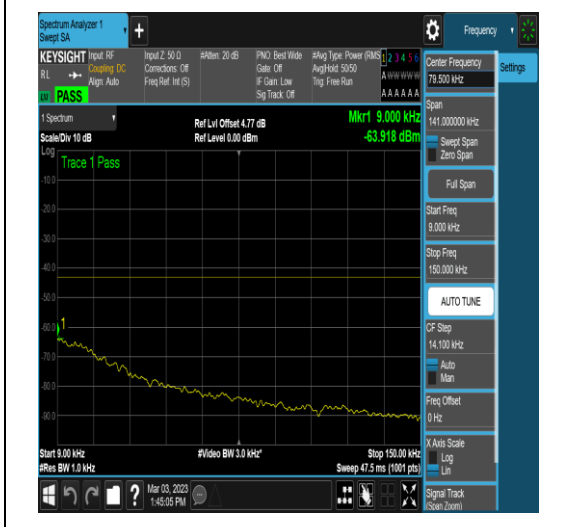 Spectrum Analyzer 1
Swept SA
+
Frequency
KEYSIGHT
RL
PASS
Input: RF
Coupling: DC
Align: Auto
Input Z: 50 Ω
Corrections: Off
Freq Ref: Int (S)
#Atten: 20 dB
PNO: Best Wide
Gate: Off
IF Gain: Low
Sig Track: Off
#Avg Type: Power (RMS
Avg|Hold: 50/50
Trig: Free Run
1 2 3 4 5 6
A W W W W W
A A A A A A
1 Spectrum
Scale/Div 10 dB
Ref Lvl Offset 4.77 dB
Ref Level 0.00 dBm
Mkr1 9.000 kHz
-63.918 dBm
Log
Trace 1 Pass
-10.0
-20.0
-30.0
-40.0
-50.0
-60.0
-70.0
-80.0
-90.0
1
Start 9.00 kHz
#Res BW 1.0 kHz
#Video BW 3.0 kHz*
Stop 150.00 kHz
Sweep 47.5 ms (1001 pts)
Center Frequency
79.500 kHz
Settings
Span
141.000000 kHz
Swept Span
Zero Span
Full Span
Start Freq
9.000 kHz
Stop Freq
150.000 kHz
AUTO TUNE
CF Step
14.100 kHz
Auto
Man
Freq Offset
0 Hz
X Axis Scale
Log
Lin
Signal Track
(Span Zoom)
?
Mar 03, 2023
1:45:05 PM